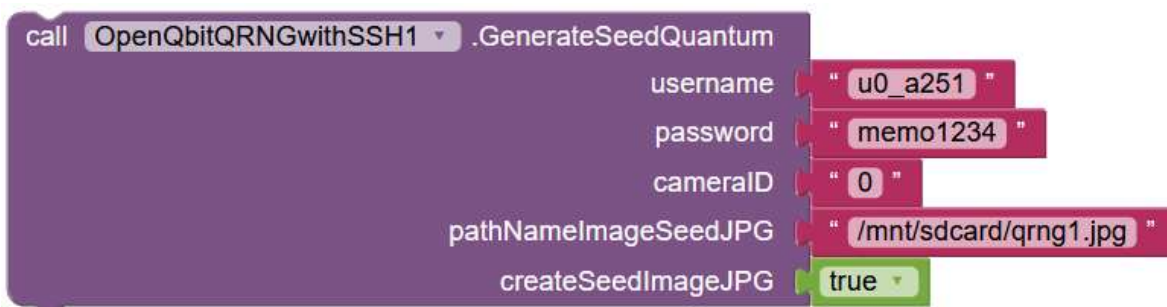 call OpenQbitQRNGwithSSH1 .GenerateSeedQuantum
username " u0_a251 "
password " memo1234 "
cameraID " 0 "
pathNameImageSeedJPG " /mnt/sdcard/qrng1.jpg "
createSeedImageJPG true